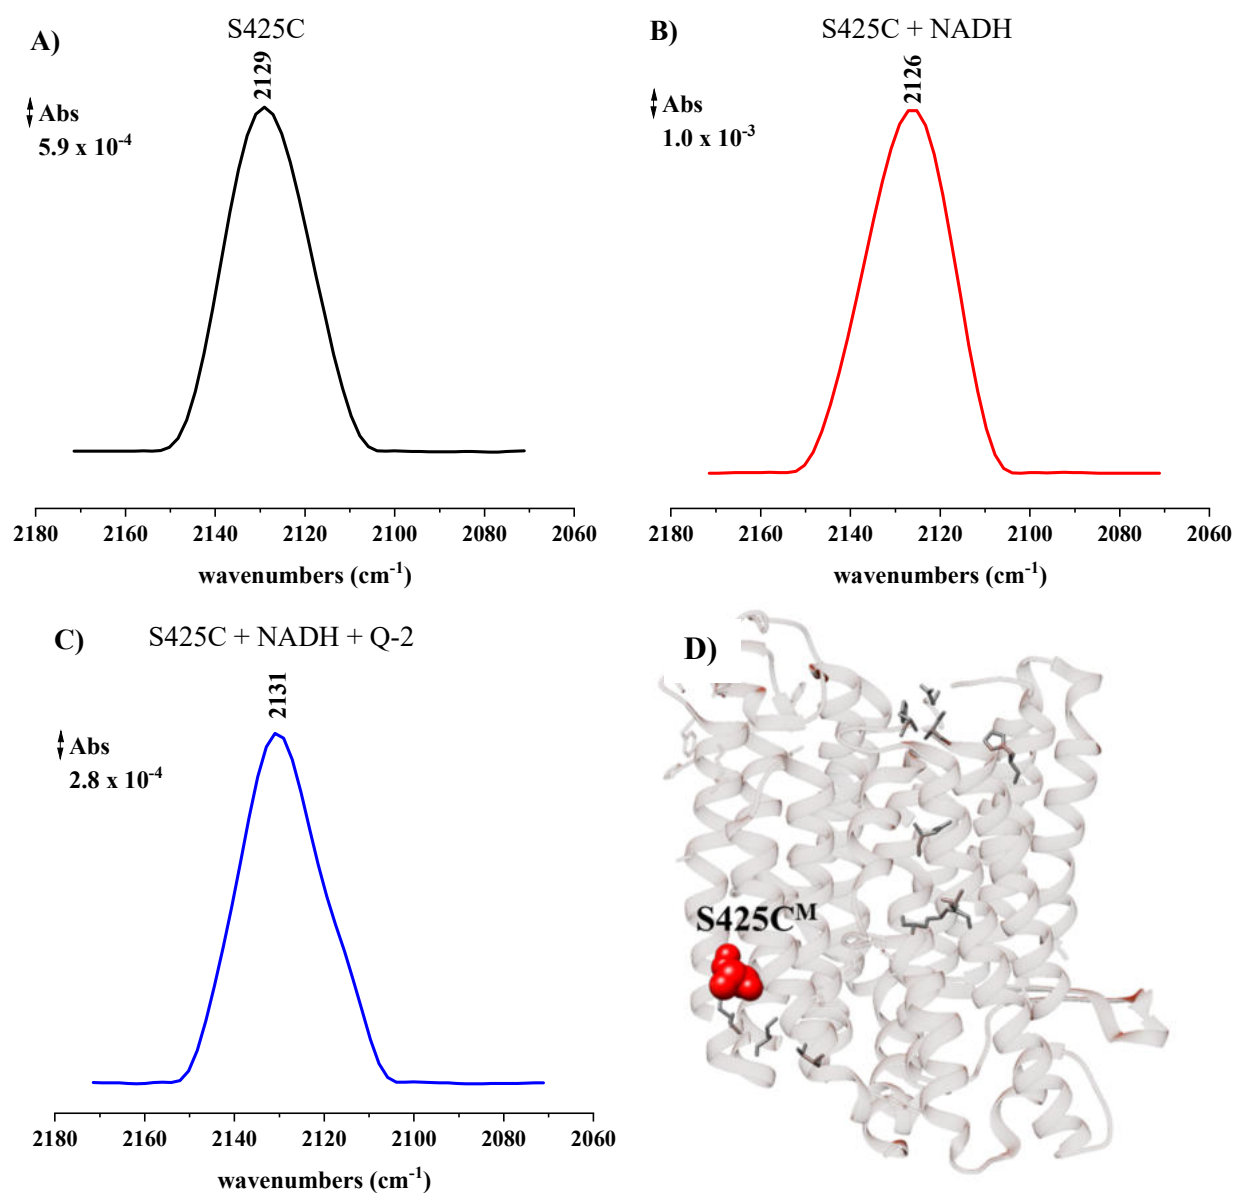 A)
S425C
2129
Abs
5.9 x 10⁻⁴
2180 2160 2140 2120 2100 2080 2060
wavenumbers (cm⁻¹)
B)
S425C + NADH
2126
Abs
1.0 x 10⁻³
2180 2160 2140 2120 2100 2080 2060
wavenumbers (cm⁻¹)
C)
S425C + NADH + Q-2
2131
Abs
2.8 x 10⁻⁴
2180 2160 2140 2120 2100 2080 2060
wavenumbers (cm⁻¹)
D)
S425Cᴹ